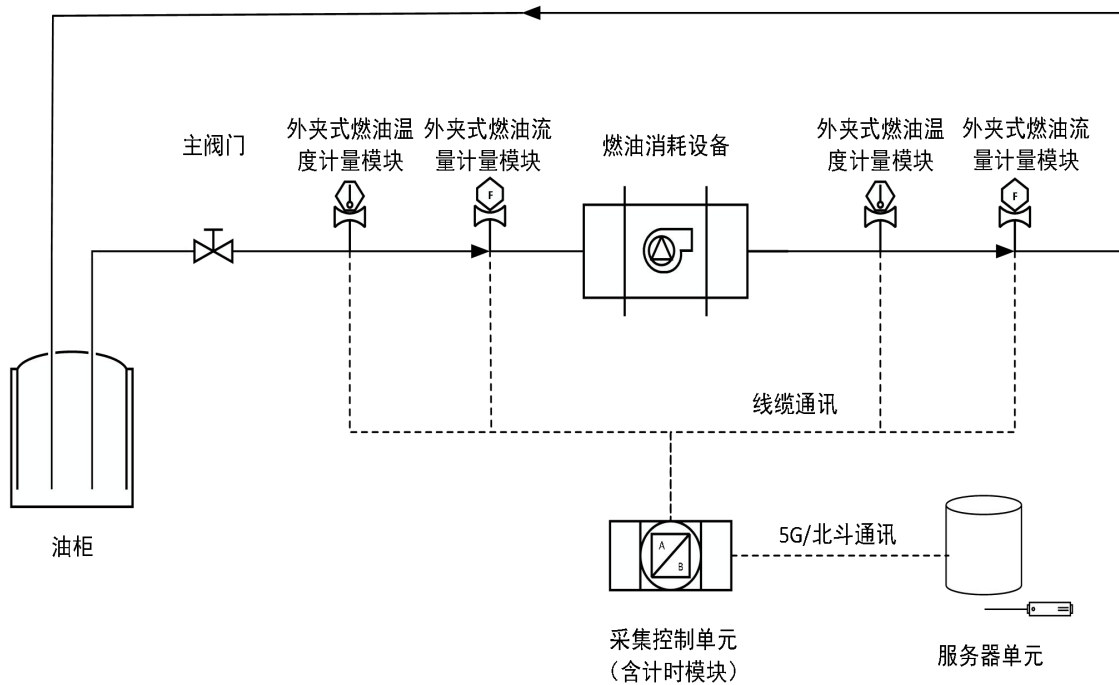 主阀门
外夹式燃油温
度计量模块
外夹式燃油流
量计量模块
燃油消耗设备
外夹式燃油温
度计量模块
外夹式燃油流
量计量模块
F
F
线缆通讯
油柜
A
B
5G/北斗通讯
采集控制单元
（含计时模块）
服务器单元